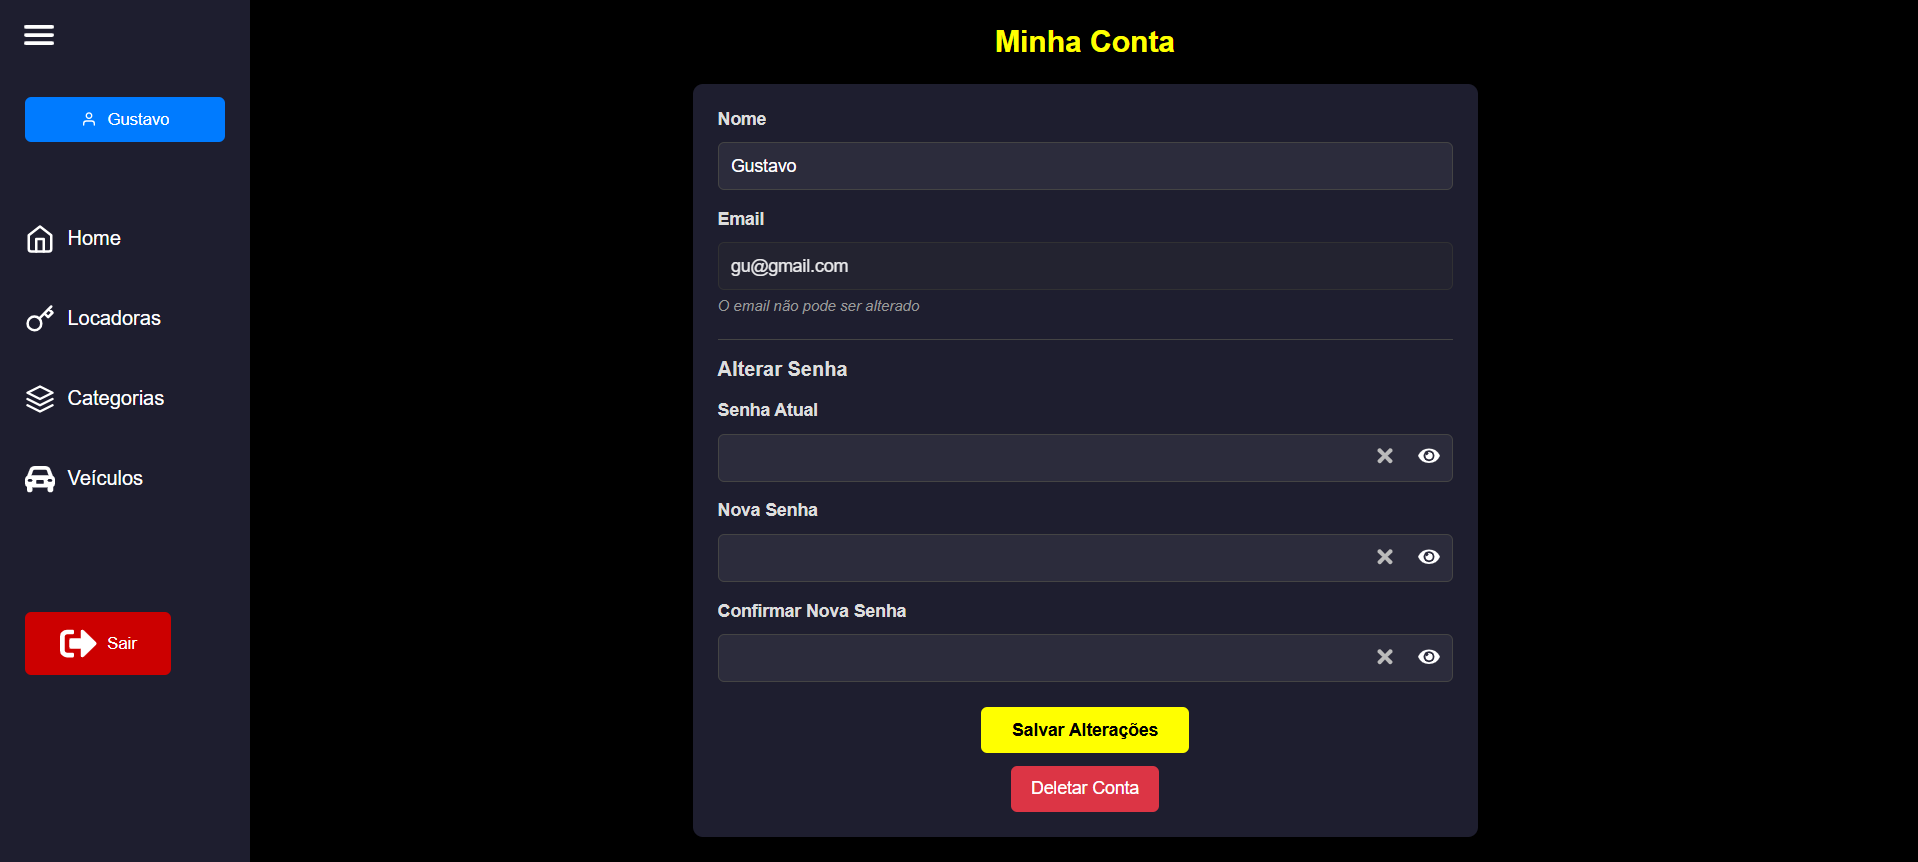 Gustavo
Home
Locadoras
Categorias
Veículos
Sair
Minha Conta
Nome
Gustavo
Email
gu@gmail.com
O email não pode ser alterado
Alterar Senha
Senha Atual
Nova Senha
Confirmar Nova Senha
Salvar Alterações
Deletar Conta